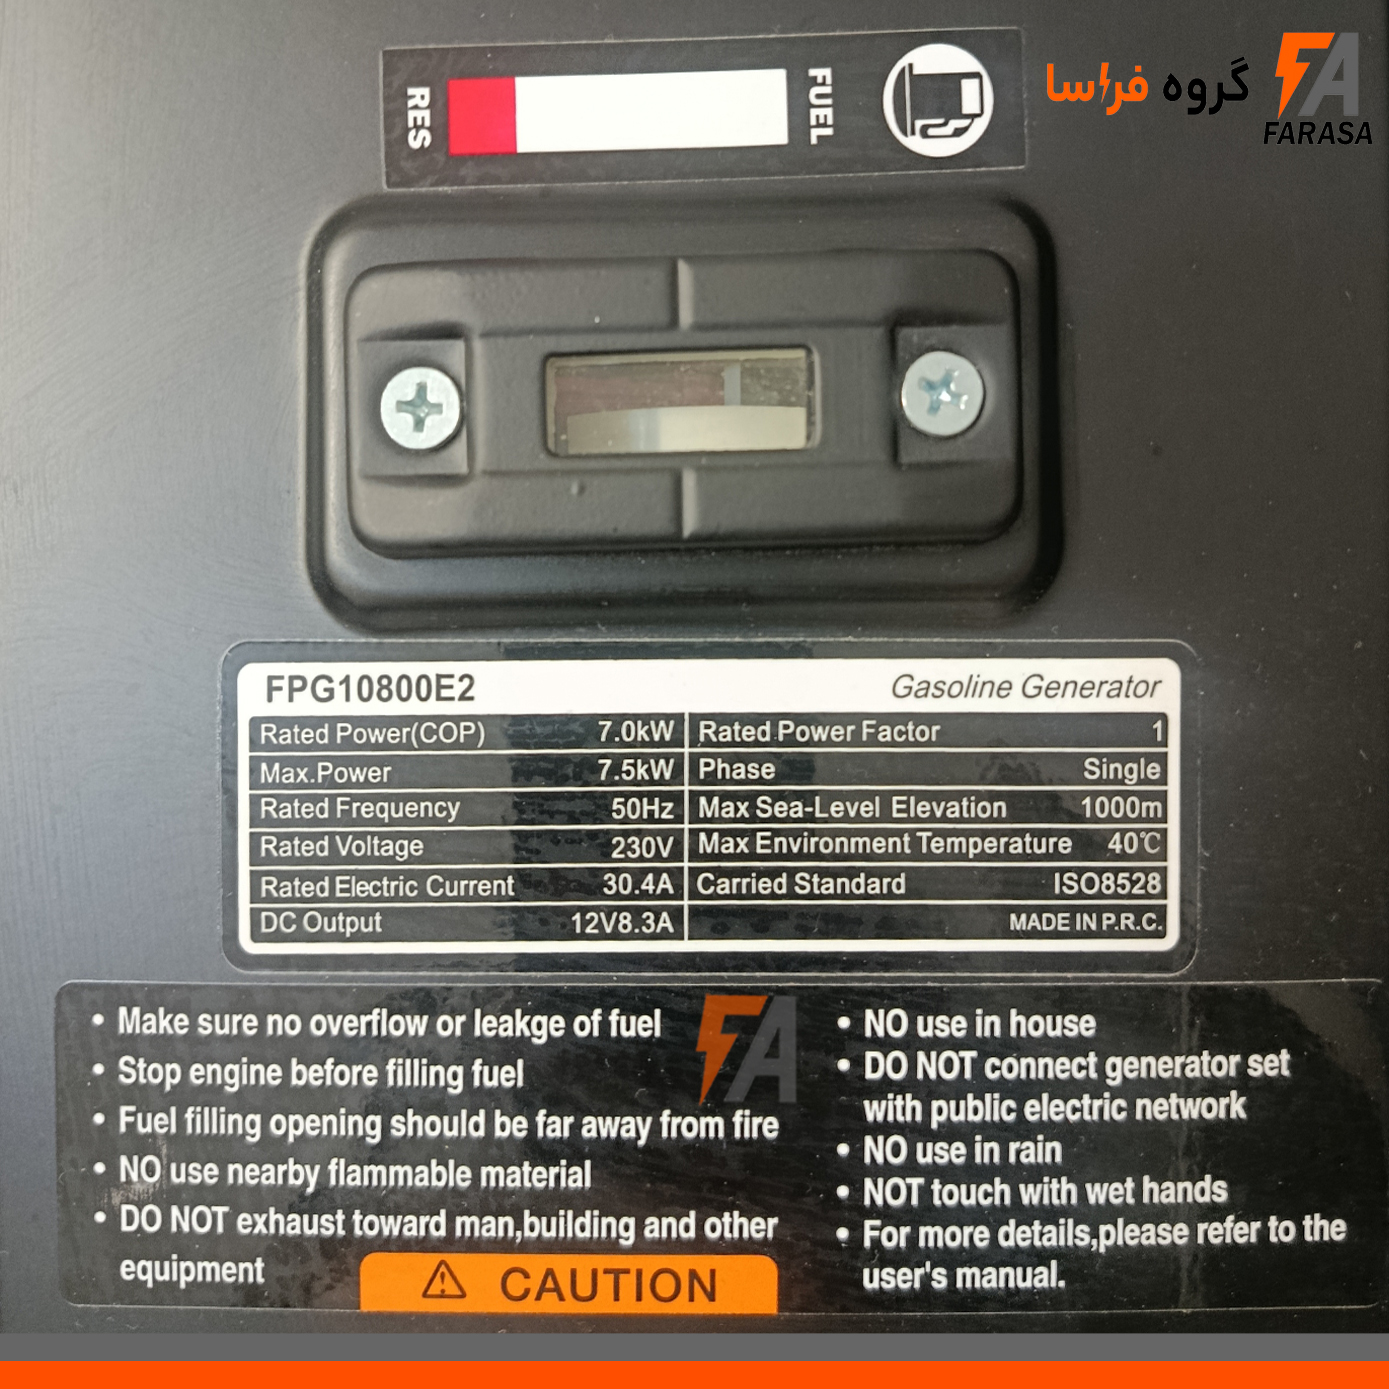 RES
FUEL
گروه فراسا
FA
FARASA
FPG10800E2 Gasoline Generator
Rated Power(COP) 7.0kW Rated Power Factor 1
Max.Power 7.5kW Phase Single
Rated Frequency 50Hz Max Sea-Level Elevation 1000m
Rated Voltage 230V Max Environment Temperature 40℃
Rated Electric Current 30.4A Carried Standard ISO8528
DC Output 12V8.3A MADE IN P.R.C.
• Make sure no overflow or leakge of fuel
• Stop engine before filling fuel
• Fuel filling opening should be far away from fire
• NO use nearby flammable material
• DO NOT exhaust toward man,building and other
equipment
FA
• NO use in house
• DO NOT connect generator set
with public electric network
• NO use in rain
• NOT touch with wet hands
• For more details,please refer to the
user's manual.
⚠ CAUTION